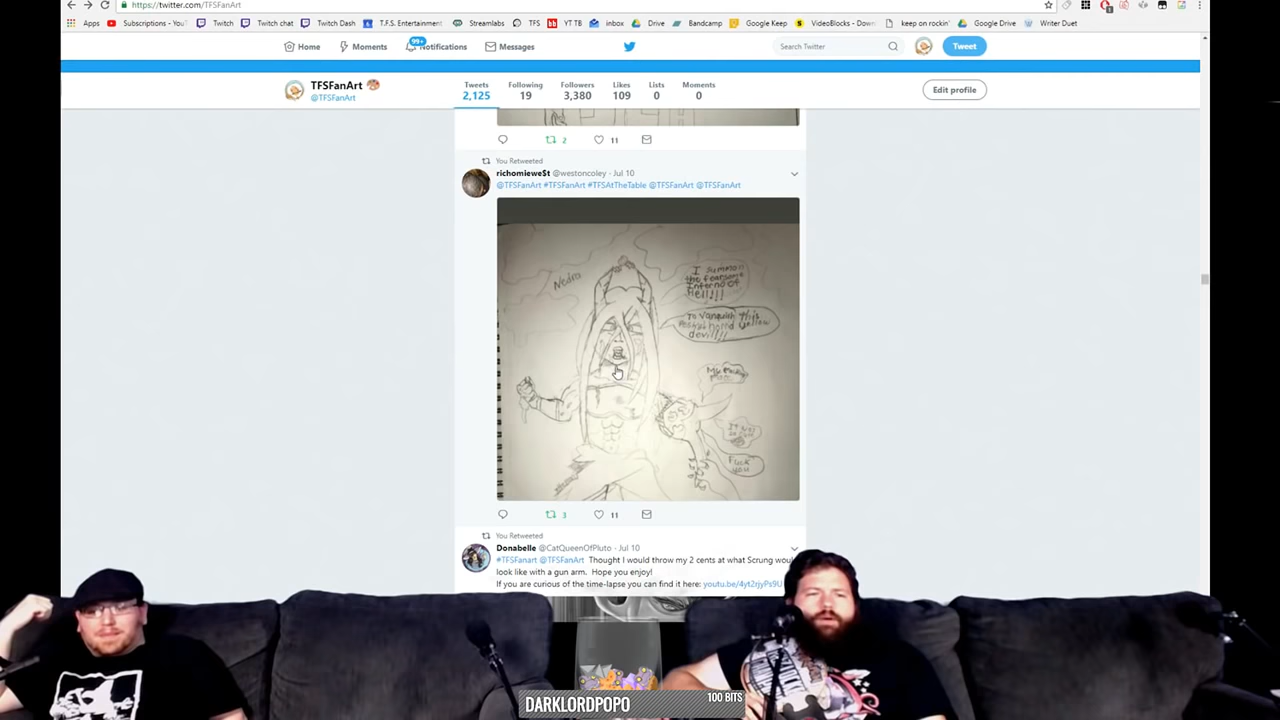 https://twitter.com/TFSFanArt
Apps
Subscriptions - YouT
Twitch
Twitch chat
Twitch Dash
T.F.S. Entertainment
Streamlabs
TFS
YT TB
inbox
Drive
Bandcamp
Google Keep
VideoBlocks - Down
keep on rockin'
Google Drive
Writer Duet
Home
Moments
99+
Notifications
Messages
Search Twitter
Tweet
TFSFanArt
@TFSFanArt
Tweets
2,125
Following
19
Followers
3,380
Likes
109
Lists
0
Moments
0
Edit profile
2
11
You Retweeted
richomiewe$t @westoncoley · Jul 10
@TFSFanArt #TFSFanArt #TFSAtTheTable @TFSFanArt @TFSFanArt
I summon
the fearsome
Inferno of
Hell!!!
To vanquish this
devil!!!!
Fuck
You
3
11
You Retweeted
Donabelle @CatQueenOfPluto · Jul 10
#TFSFanart @TFSFanArt Thought I would throw my 2 cents at what Scrung would
look like with a gun arm. Hope you enjoy!
If you are curious of the time-lapse you can find it here: youtu.be/4yt2rjyPs9U
DARKLORDPOPO
100 BITS